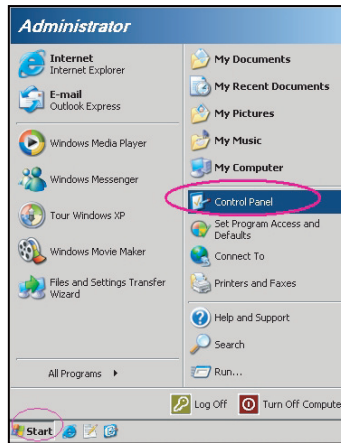 Administrator
Internet
Internet Explorer
E-mail
Outlook Express
Windows Media Player
Windows Messenger
Tour Windows XP
Windows Movie Maker
Files and Settings Transfer
Wizard
All Programs
My Documents
My Recent Documents
My Pictures
My Music
My Computer
Control Panel
Set Program Access and
Defaults
Connect To
Printers and Faxes
Help and Support
Search
Run...
Log Off
Turn Off Compute
Start